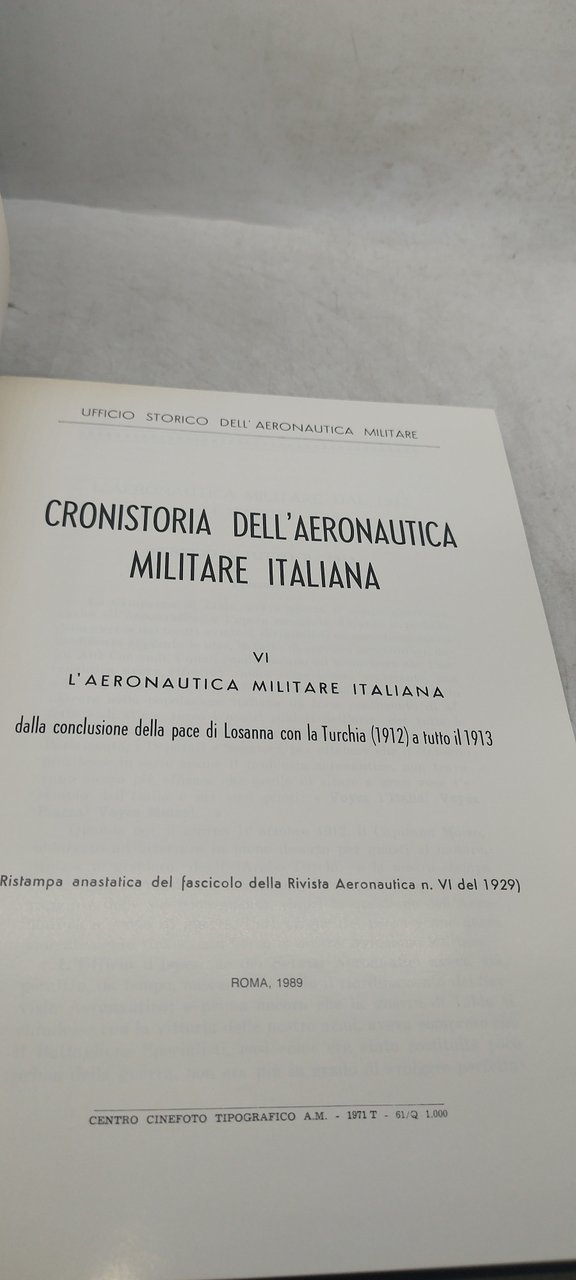 UFFICIO STORICO DELL'AERONAUTICA MILITARE
CRONISTORIA DELL'AERONAUTICA
MILITARE ITALIANA
VI
L'AERONAUTICA MILITARE ITALIANA
dalla conclusione della pace di Losanna con la Turchia (1912) a tutto il 1913
Ristampa anastatica del fascicolo della Rivista Aeronautica n. VI del 1929)
ROMA, 1989
CENTRO CINEFOTO TIPOGRAFICO A.M. - 1971 T - 61/Q 1.000